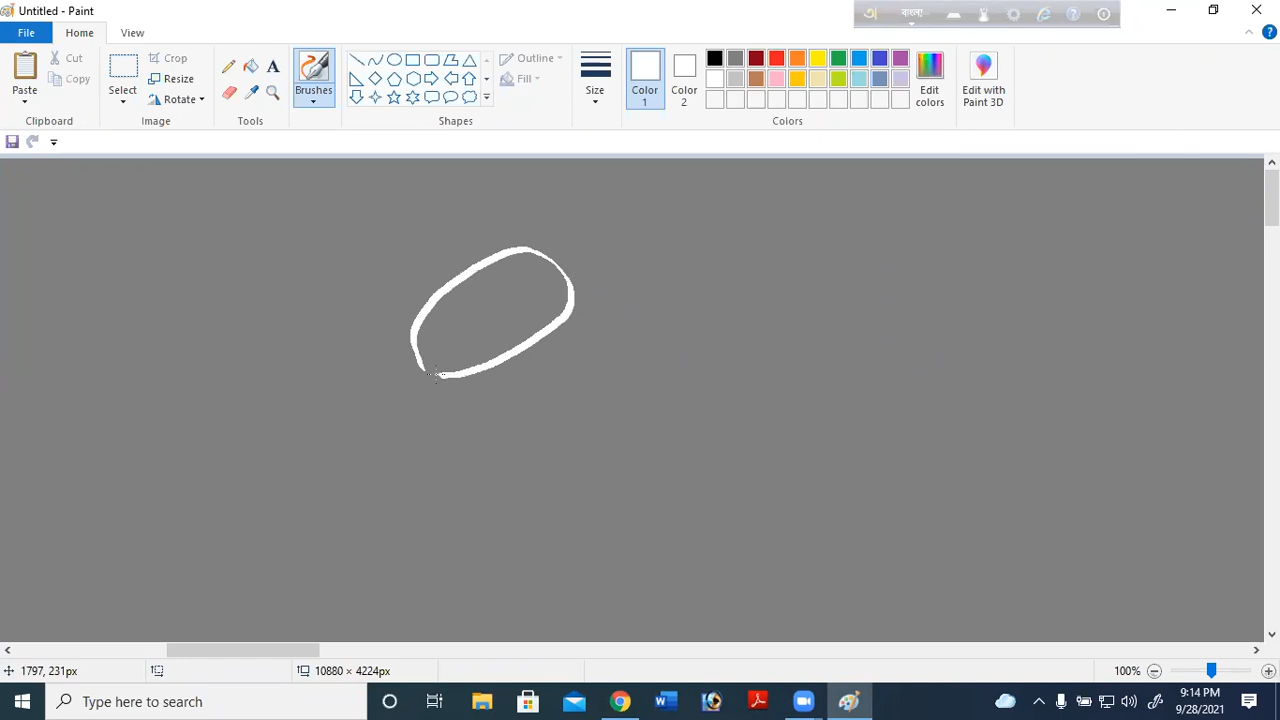 Untitled - Paint
বাংলা
File
Home
View
Paste
Cut
Copy
Clipboard
Select
Crop
Resize
Rotate
Image
Tools
Brushes
Outline
Fill
Shapes
Size
Color 1
Color 2
Edit colors
Colors
Edit with Paint 3D
1797, 231px
10880 × 4224px
100%
Type here to search
9:14 PM
9/28/2021